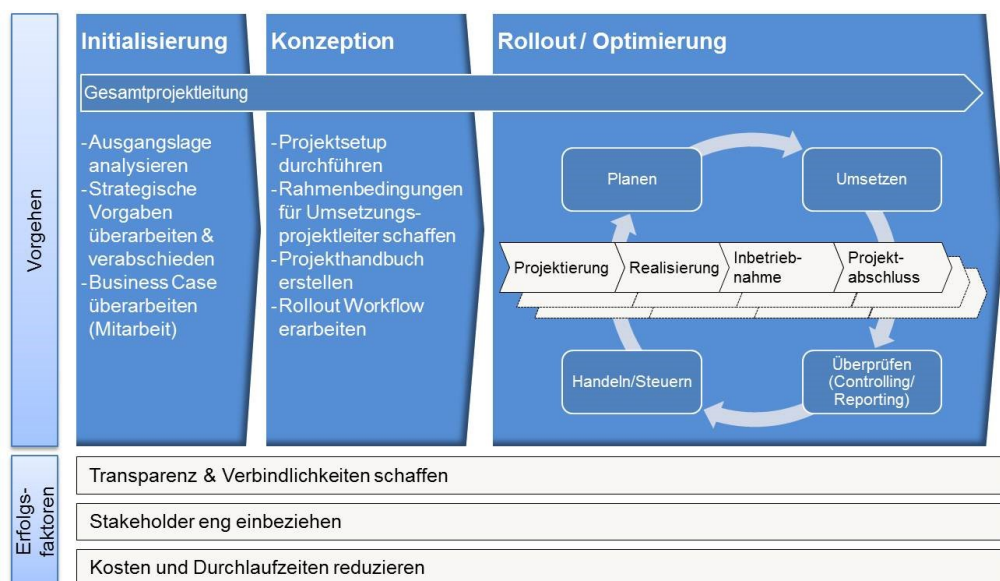 Vorgehen
Initialisierung
Konzeption
Rollout / Optimierung
Gesamtprojektleitung
-Ausgangslage
analysieren
-Strategische
Vorgaben
überarbeiten &
verabschieden
-Business Case
überarbeiten
(Mitarbeit)
-Projektsetup
durchführen
-Rahmenbedingungen
für Umsetzungs-
projektleiter schaffen
-Projekthandbuch
erstellen
-Rollout Workflow
erarbeiten
Planen
Umsetzen
Projektierung
Realisierung
Inbetrieb-
nahme
Projekt-
abschluss
Handeln/Steuern
Überprüfen
(Controlling/
Reporting)
Erfolgs-
faktoren
Transparenz & Verbindlichkeiten schaffen
Stakeholder eng einbeziehen
Kosten und Durchlaufzeiten reduzieren